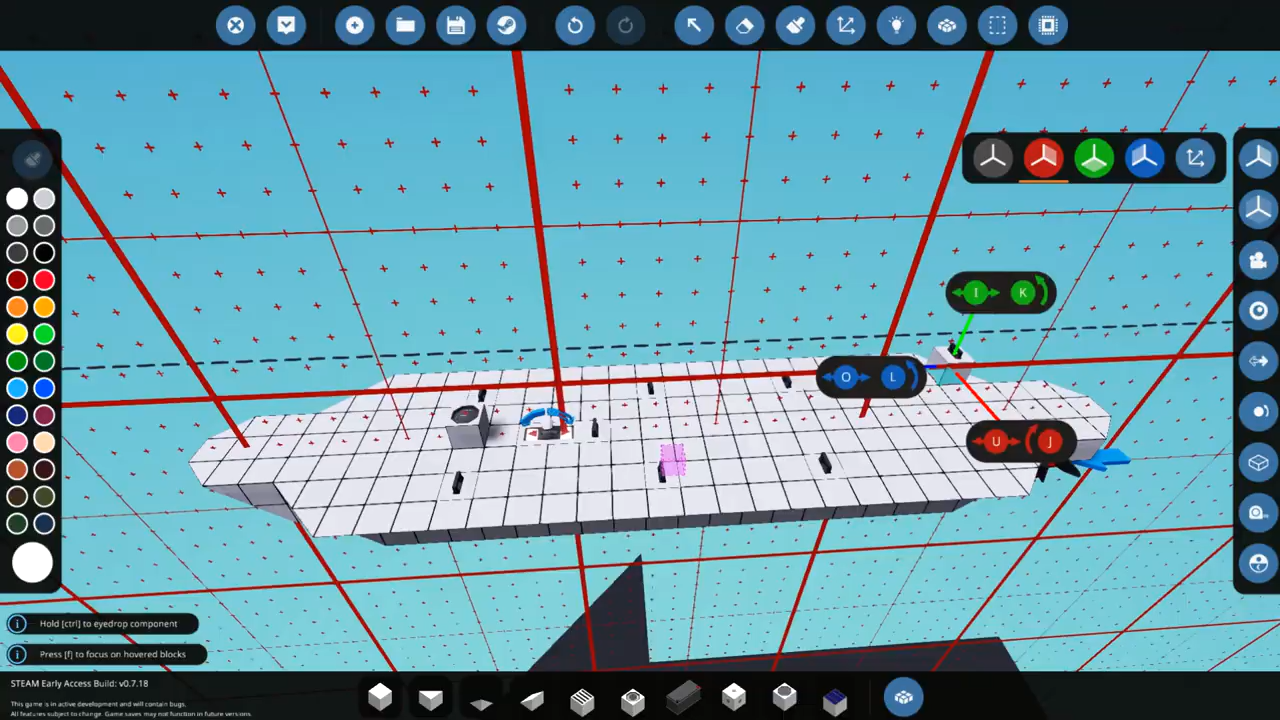 I K
O L
U J
Hold [ctrl] to eyedrop component
Press [f] to focus on hovered blocks
STEAM Early Access Build: v0.7.18
This game is in active development and will contain bugs.
All features subject to change. Game saves may not function in future versions.